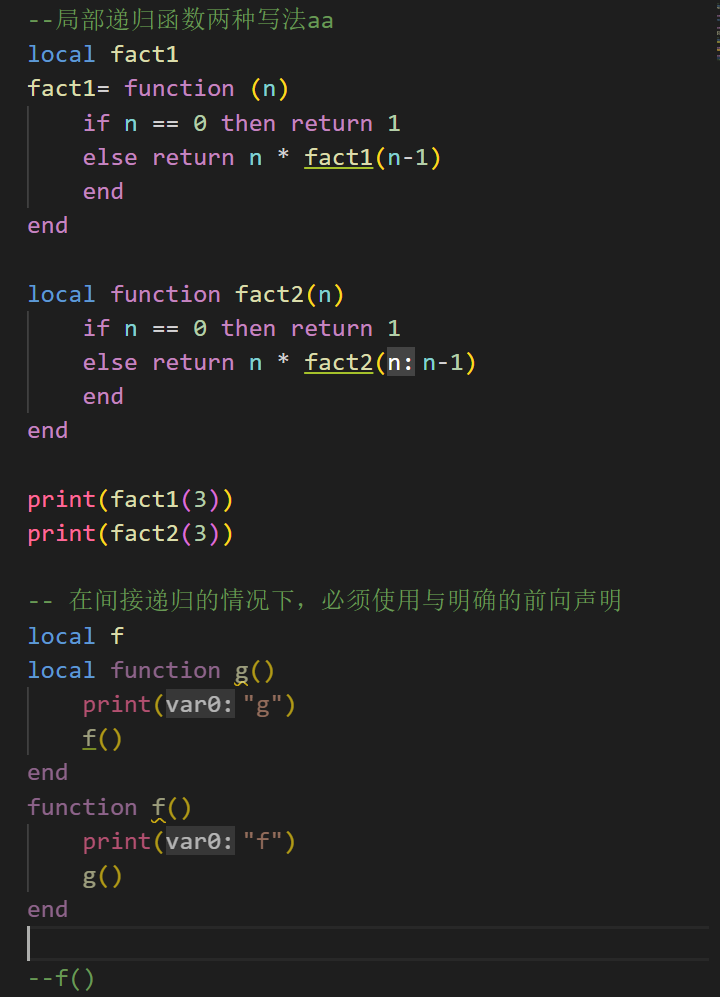 --局部递归函数两种写法aa
local fact1
fact1= function (n)
    if n == 0 then return 1
    else return n * fact1(n-1)
    end
end

local function fact2(n)
    if n == 0 then return 1
    else return n * fact2(n: n-1)
    end
end

print(fact1(3))
print(fact2(3))

-- 在间接递归的情况下，必须使用与明确的前向声明
local f
local function g()
    print(var0: "g")
    f()
end
function f()
    print(var0: "f")
    g()
end

--f()